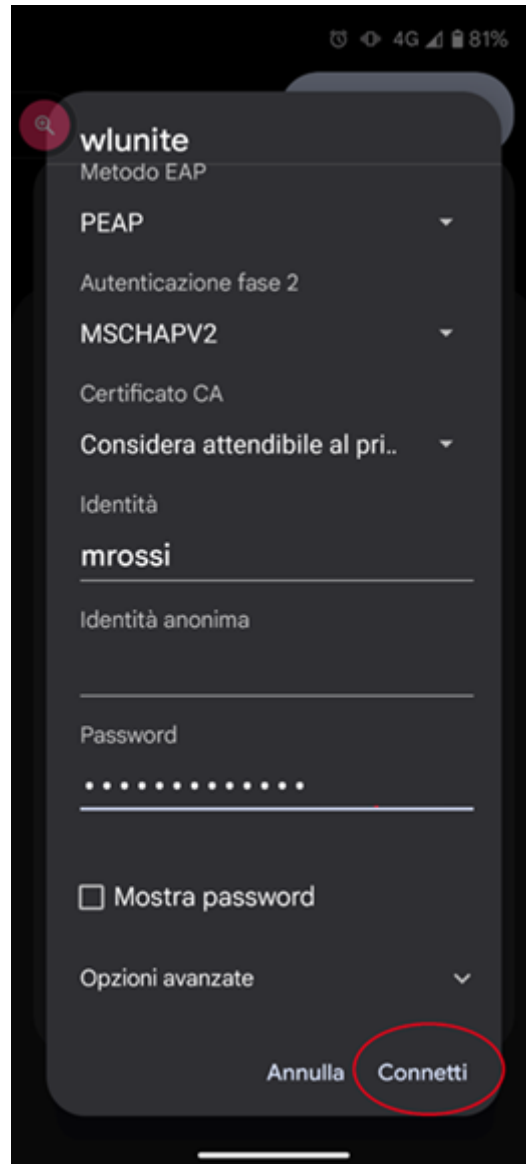 4G 81%
wlunite
Metodo EAP
PEAP
Autenticazione fase 2
MSCHAPV2
Certificato CA
Considera attendibile al pri..
Identità
mrossi
Identità anonima
Password
•••••••••••••
Mostra password
Opzioni avanzate
Annulla Connetti